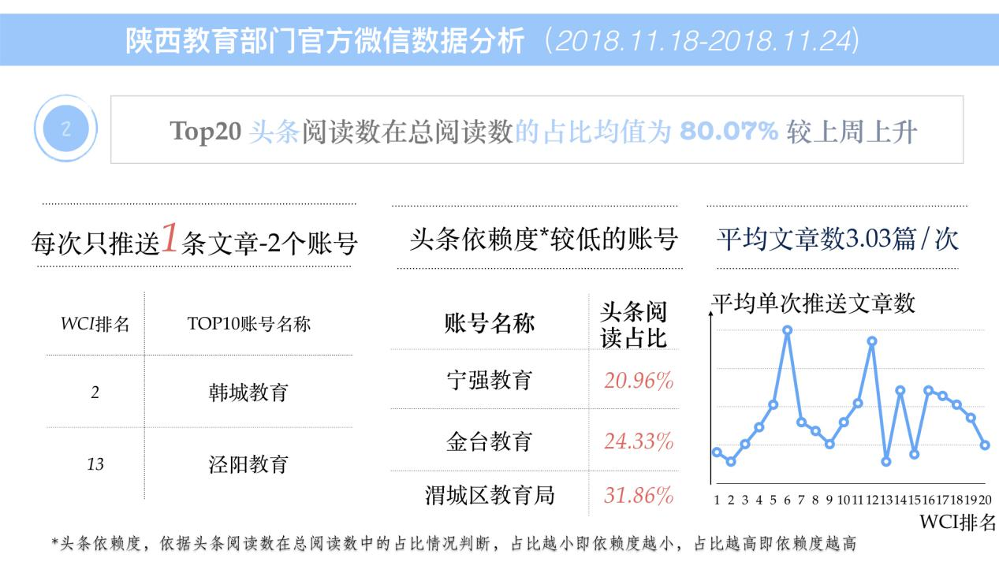 陕西教育部门官方微信数据分析（2018.11.18-2018.11.24）
2
Top20 头条阅读数在总阅读数的占比均值为 80.07% 较上周上升
每次只推送1条文章-2个账号
WCI排名 TOP10账号名称
2 韩城教育
13 泾阳教育
头条依赖度*较低的账号
账号名称 头条阅
读占比
宁强教育 20.96%
金台教育 24.33%
渭城区教育局 31.86%
平均文章数3.03篇/次
平均单次推送文章数
1 2 3 4 5 6 7 8 9 10 11 12 13 14 15 16 17 18 19 20
WCI排名
*头条依赖度，依据头条阅读数在总阅读数中的占比情况判断，占比越小即依赖度越小，占比越高即依赖度越高